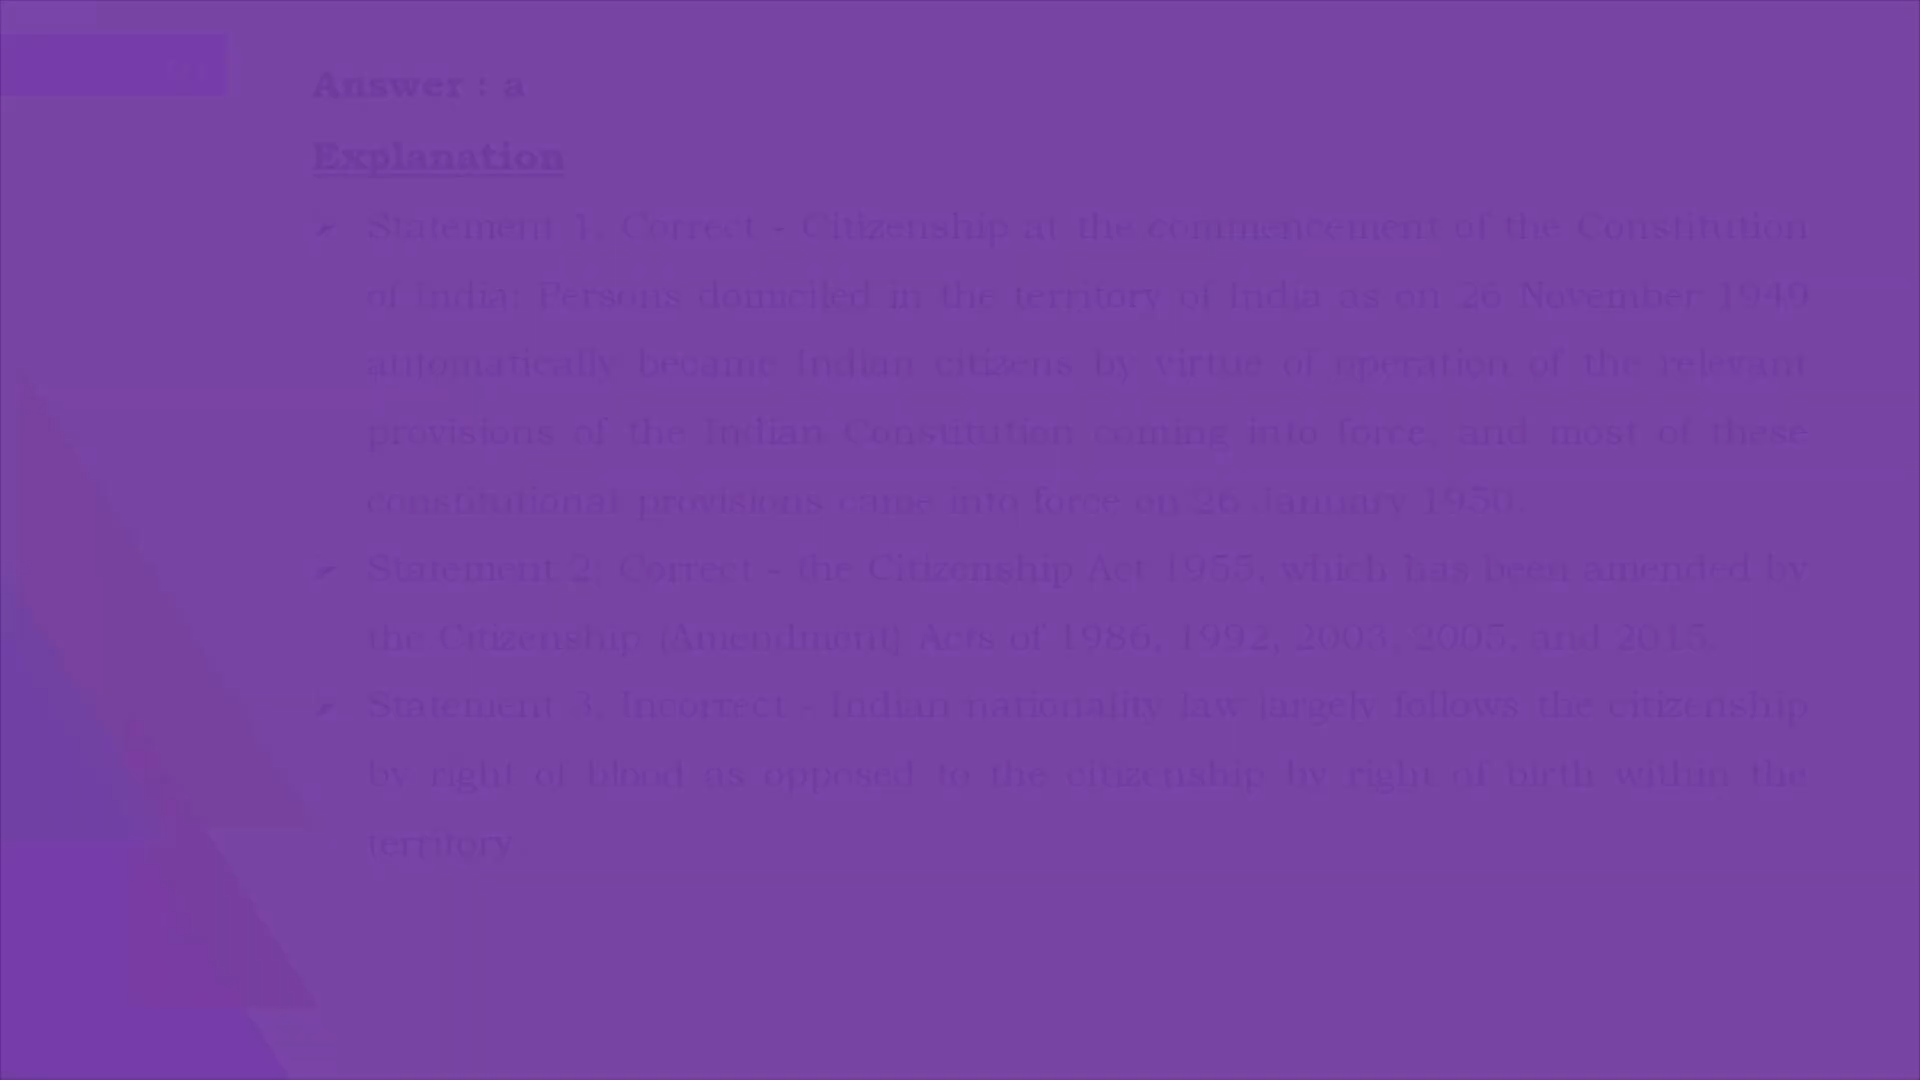 Answer : a
Explanation
Statement 1, Correct - Citizenship at the commencement of the Constitution
of India; Persons domiciled in the territory of India as on 26 November 1949
automatically became Indian citizens by virtue of operation of the relevant
provisions of the Indian Constitution coming into force, and most of these
constitutional provisions came into force on 26 January 1950.
Statement 2, Correct - the Citizenship Act 1955, which has been amended by
the Citizenship (Amendment) Acts of 1986, 1992, 2003, 2005, and 2015.
Statement 3, Incorrect - Indian nationality law largely follows the citizenship
by right of blood as opposed to the citizenship by right of birth within the
territory.